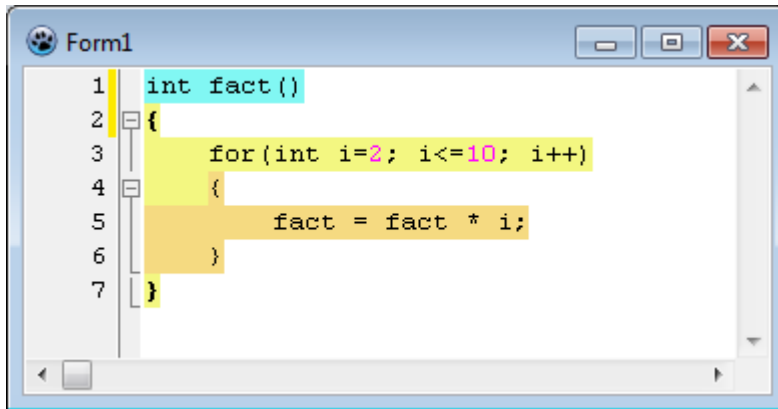 Form1
1 int fact()
2 {
3 for(int i=2; i<=10; i++)
4 {
5 fact = fact * i;
6 }
7 }